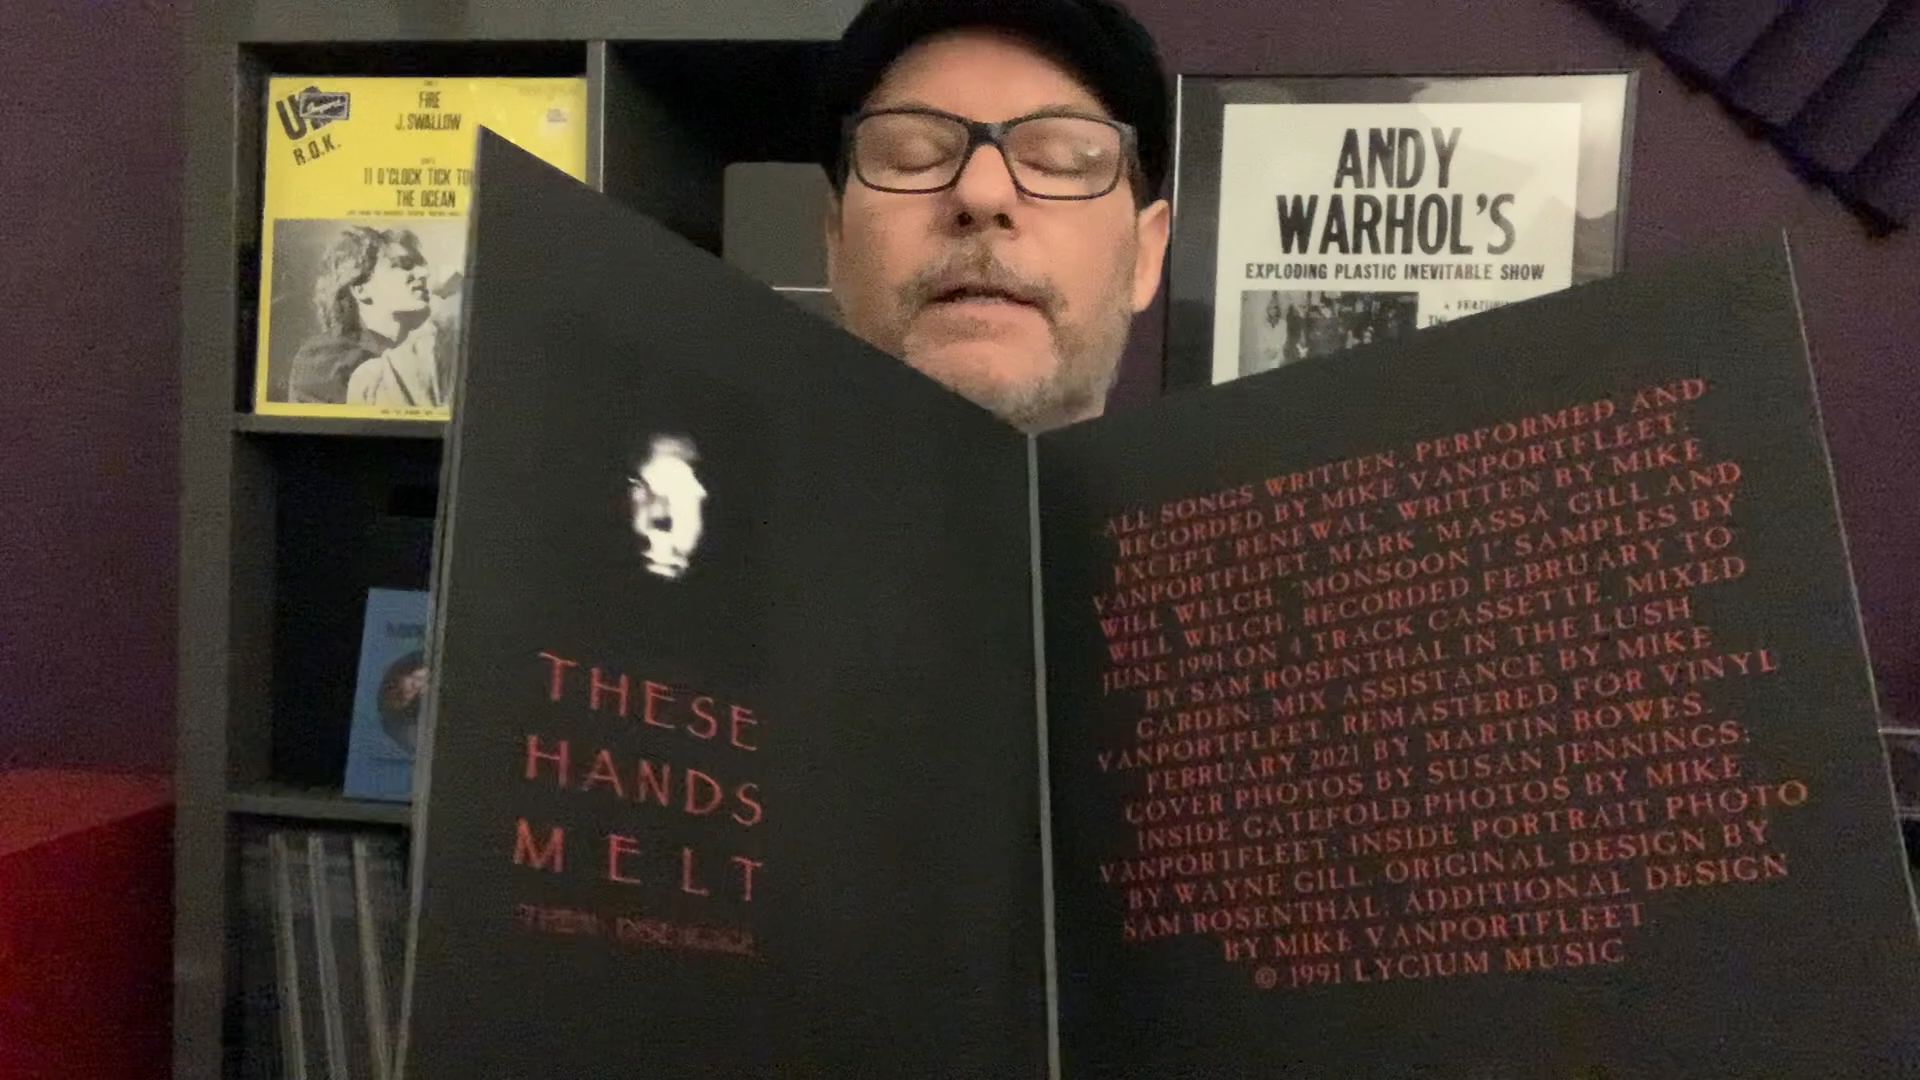 FIRE
J. SWALLOW
R.O.K.
11 O'CLOCK TICK
THE OCEAN
ANDY
WARHOL'S
EXPLODING PLASTIC INEVITABLE SHOW
THESE
HANDS
MELT
ALL SONGS WRITTEN, PERFORMED AND
RECORDED BY MIKE VANPORTFLEET;
EXCEPT "RENEWAL" WRITTEN BY MIKE
VANPORTFLEET, MARK "MASSA" GILL AND
WILL WELCH. "MONSOON I" SAMPLES BY
WILL WELCH. RECORDED FEBRUARY TO
JUNE 1991 ON 4 TRACK CASSETTE. MIXED
BY SAM ROSENTHAL IN THE LUSH
GARDEN; MIX ASSISTANCE BY MIKE
VANPORTFLEET. REMASTERED FOR VINYL
FEBRUARY 2021 BY MARTIN BOWES.
COVER PHOTOS BY SUSAN JENNINGS;
INSIDE GATEFOLD PHOTOS BY MIKE
VANPORTFLEET; INSIDE PORTRAIT PHOTO
BY WAYNE GILL. ORIGINAL DESIGN BY
SAM ROSENTHAL. ADDITIONAL DESIGN
BY MIKE VANPORTFLEET
© 1991 LYCIUM MUSIC